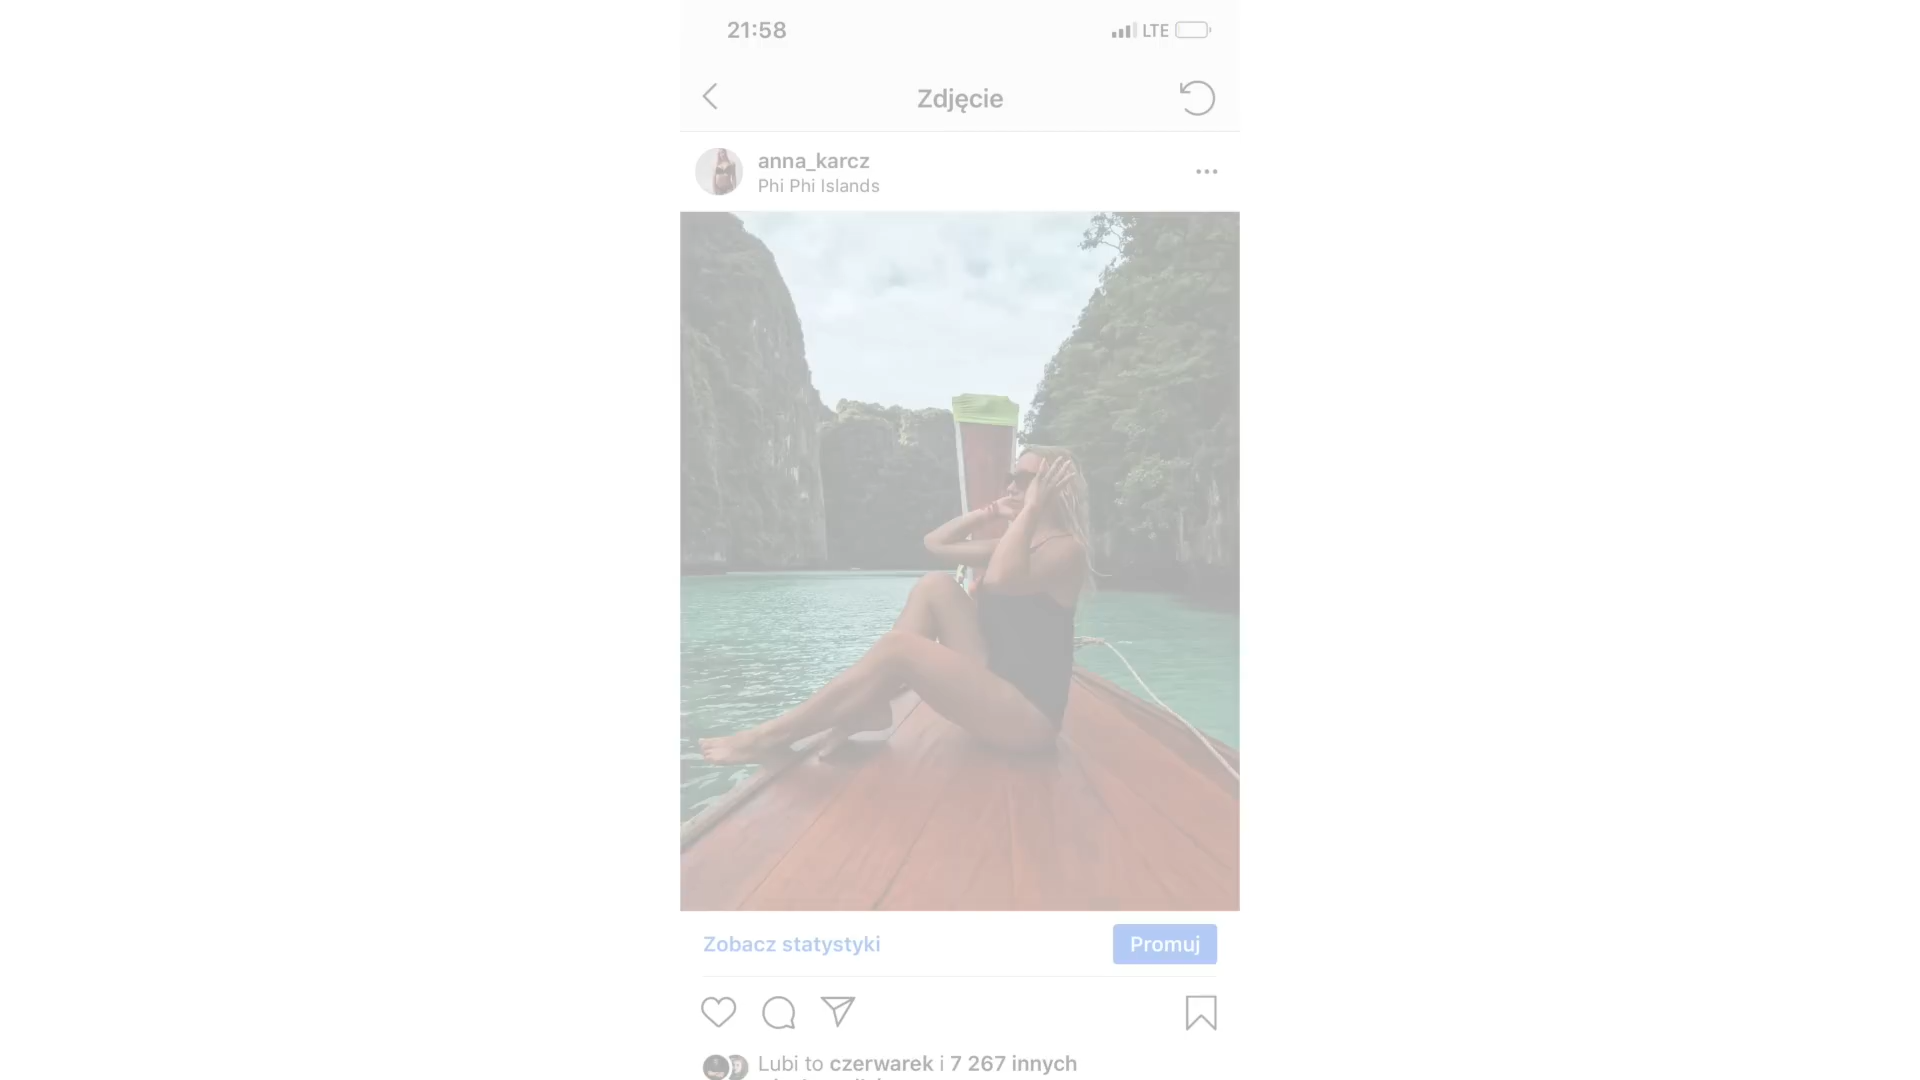 21:58
LTE
Zdjęcie
anna_karcz
Phi Phi Islands
Zobacz statystyki
Promuj
Lubi to czerwarek i 7 267 innych